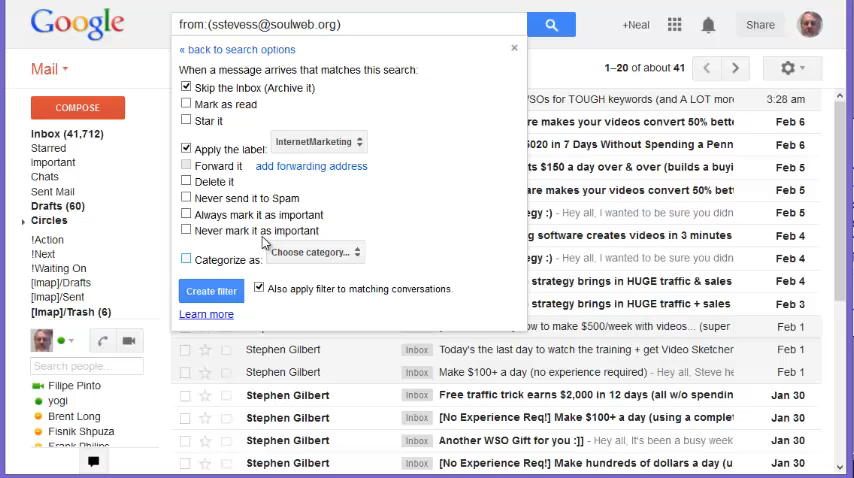 Google
from:(sstevess@soulweb.org)
+Neal
Share
« back to search options
When a message arrives that matches this search:
Skip the Inbox (Archive it)
Mark as read
Star it
Apply the label:
InternetMarketing
Forward it
add forwarding address
Delete it
Never send it to Spam
Always mark it as important
Never mark it as important
Categorize as:
Choose category...
Create filter
Also apply filter to matching conversations.
Learn more
Mail
COMPOSE
Inbox (41,712)
Starred
Important
Chats
Sent Mail
Drafts (60)
Circles
!Action
!Next
!Waiting On
[Imap]/Drafts
[Imap]/Sent
[Imap]/Trash (6)
Search people...
Filipe Pinto
yogi
Brent Long
Fisnik Shpuza
Frank Philips
1–20 of about 41
WSOs for TOUGH keywords (and A LOT more 3:28 am
makes your videos convert 50% bett Feb 6
5020 in 7 Days Without Spending a Penn Feb 6
ts $150 a day over & over (builds a buyi Feb 5
are makes your videos convert 50% bett Feb 5
egy :) - Hey all, I wanted to be sure you didn Feb 5
ng software creates videos in 3 minutes Feb 4
egy :) - Hey all, I wanted to be sure you didn Feb 4
strategy brings in HUGE traffic & sales Feb 4
strategy brings in HUGE traffic + sales Feb 3
how to make $500/week with videos... (super Feb 1
Stephen Gilbert Inbox Today's the last day to watch the training + get Video Sketcher Feb 1
Stephen Gilbert Inbox Make $100+ a day (no experience required) - Hey all, Steve he Feb 1
Stephen Gilbert Inbox Free traffic trick earns $2,000 in 12 days (all w/o spendin Jan 30
Stephen Gilbert Inbox [No Experience Req!] Make $100+ a day (using a complet Jan 30
Stephen Gilbert Inbox Another WSO Gift for you :]] - Hey all, It's been a busy week Jan 30
Stephen Gilbert Inbox [No Experience Req!] Make hundreds of dollars a day (u Jan 30